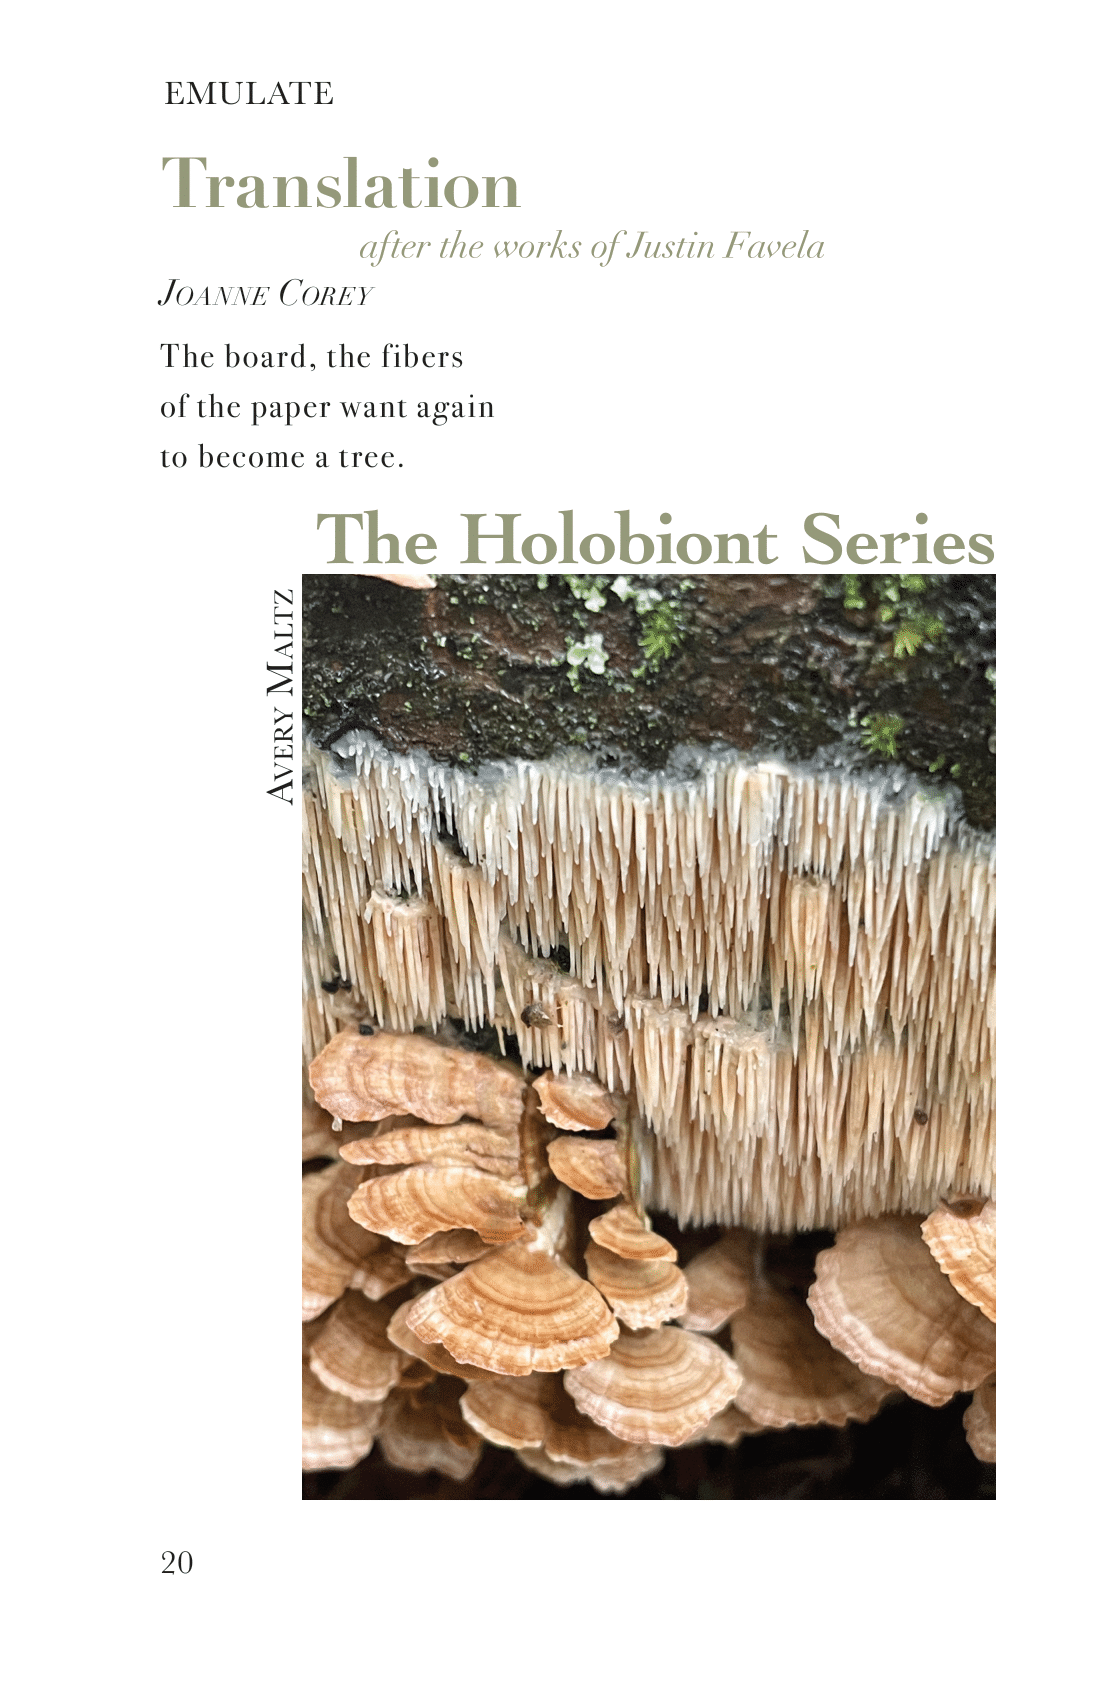 EMULATE
Translation
after the works of Justin Favela
Joanne Corey
The board, the fibers
of the paper want again
to become a tree.
The Holobiont Series
Avery Maltz
20